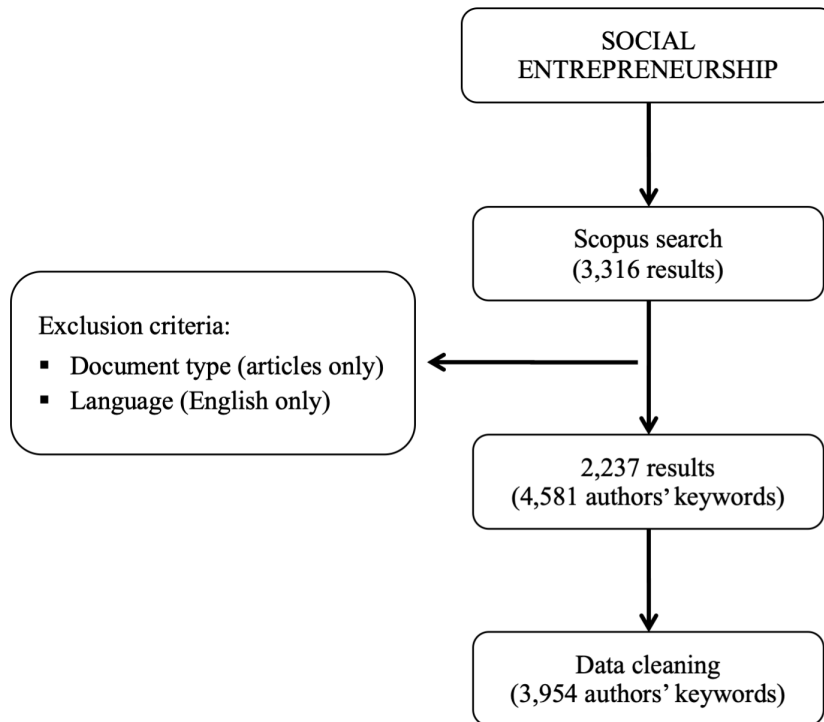 SOCIAL
ENTREPRENEURSHIP
Scopus search
(3,316 results)
Exclusion criteria:
▪ Document type (articles only)
▪ Language (English only)
2,237 results
(4,581 authors’ keywords)
Data cleaning
(3,954 authors’ keywords)